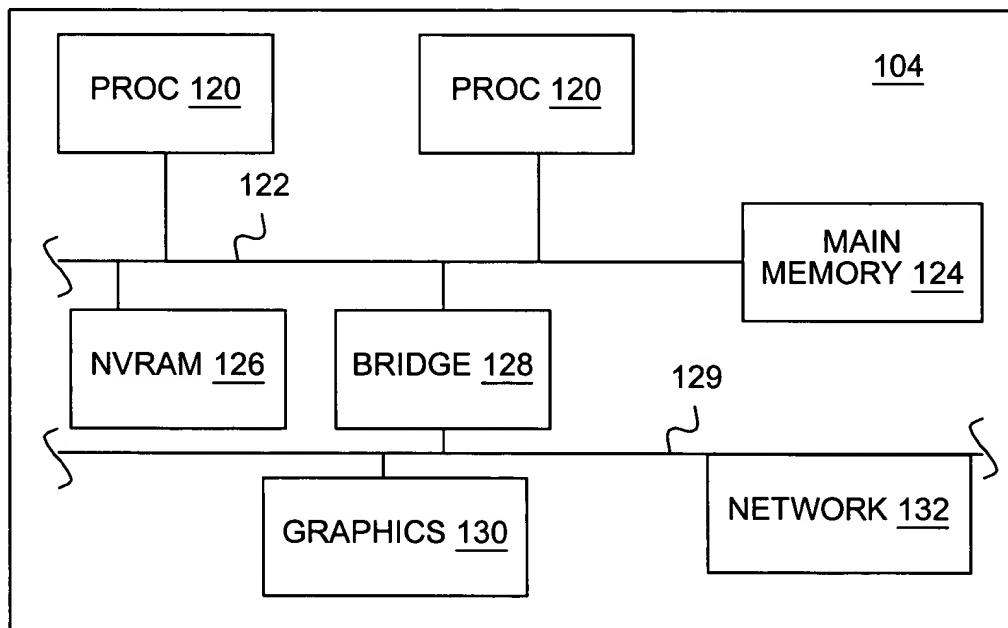 PROC 120
PROC 120
104
122
MAIN
MEMORY 124
NVRAM 126
BRIDGE 128
129
GRAPHICS 130
NETWORK 132